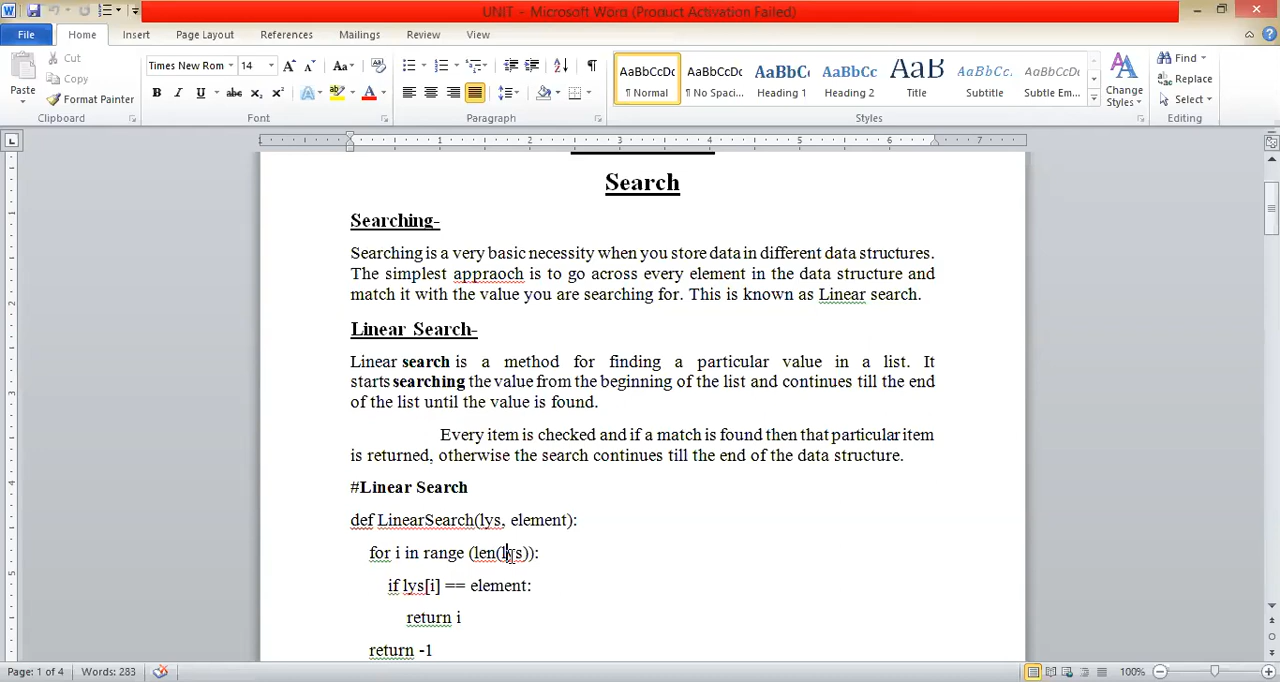 UNIT - Microsoft Word (Product Activation Failed)
File Home Insert Page Layout References Mailings Review View
Paste
Cut
Copy
Format Painter
Clipboard
Times New Rom 14
Font
Paragraph
AaBbCcDc AaBbCcDc AaBbC AaBbCc AaB AaBbCc. AaBbCcDc
¶ Normal ¶ No Spaci... Heading 1 Heading 2 Title Subtitle Subtle Em...
Styles
Change Styles
Find
Replace
Select
Editing
Search
Searching-
Searching is a very basic necessity when you store data in different data structures.
The simplest appraoch is to go across every element in the data structure and
match it with the value you are searching for. This is known as Linear search.
Linear Search-
Linear search is a method for finding a particular value in a list. It
starts searching the value from the beginning of the list and continues till the end
of the list until the value is found.
Every item is checked and if a match is found then that particular item
is returned, otherwise the search continues till the end of the data structure.
#Linear Search
def LinearSearch(lys, element):
for i in range (len(lys)):
if lys[i] == element:
return i
return -1
Page: 1 of 4 Words: 283 100%